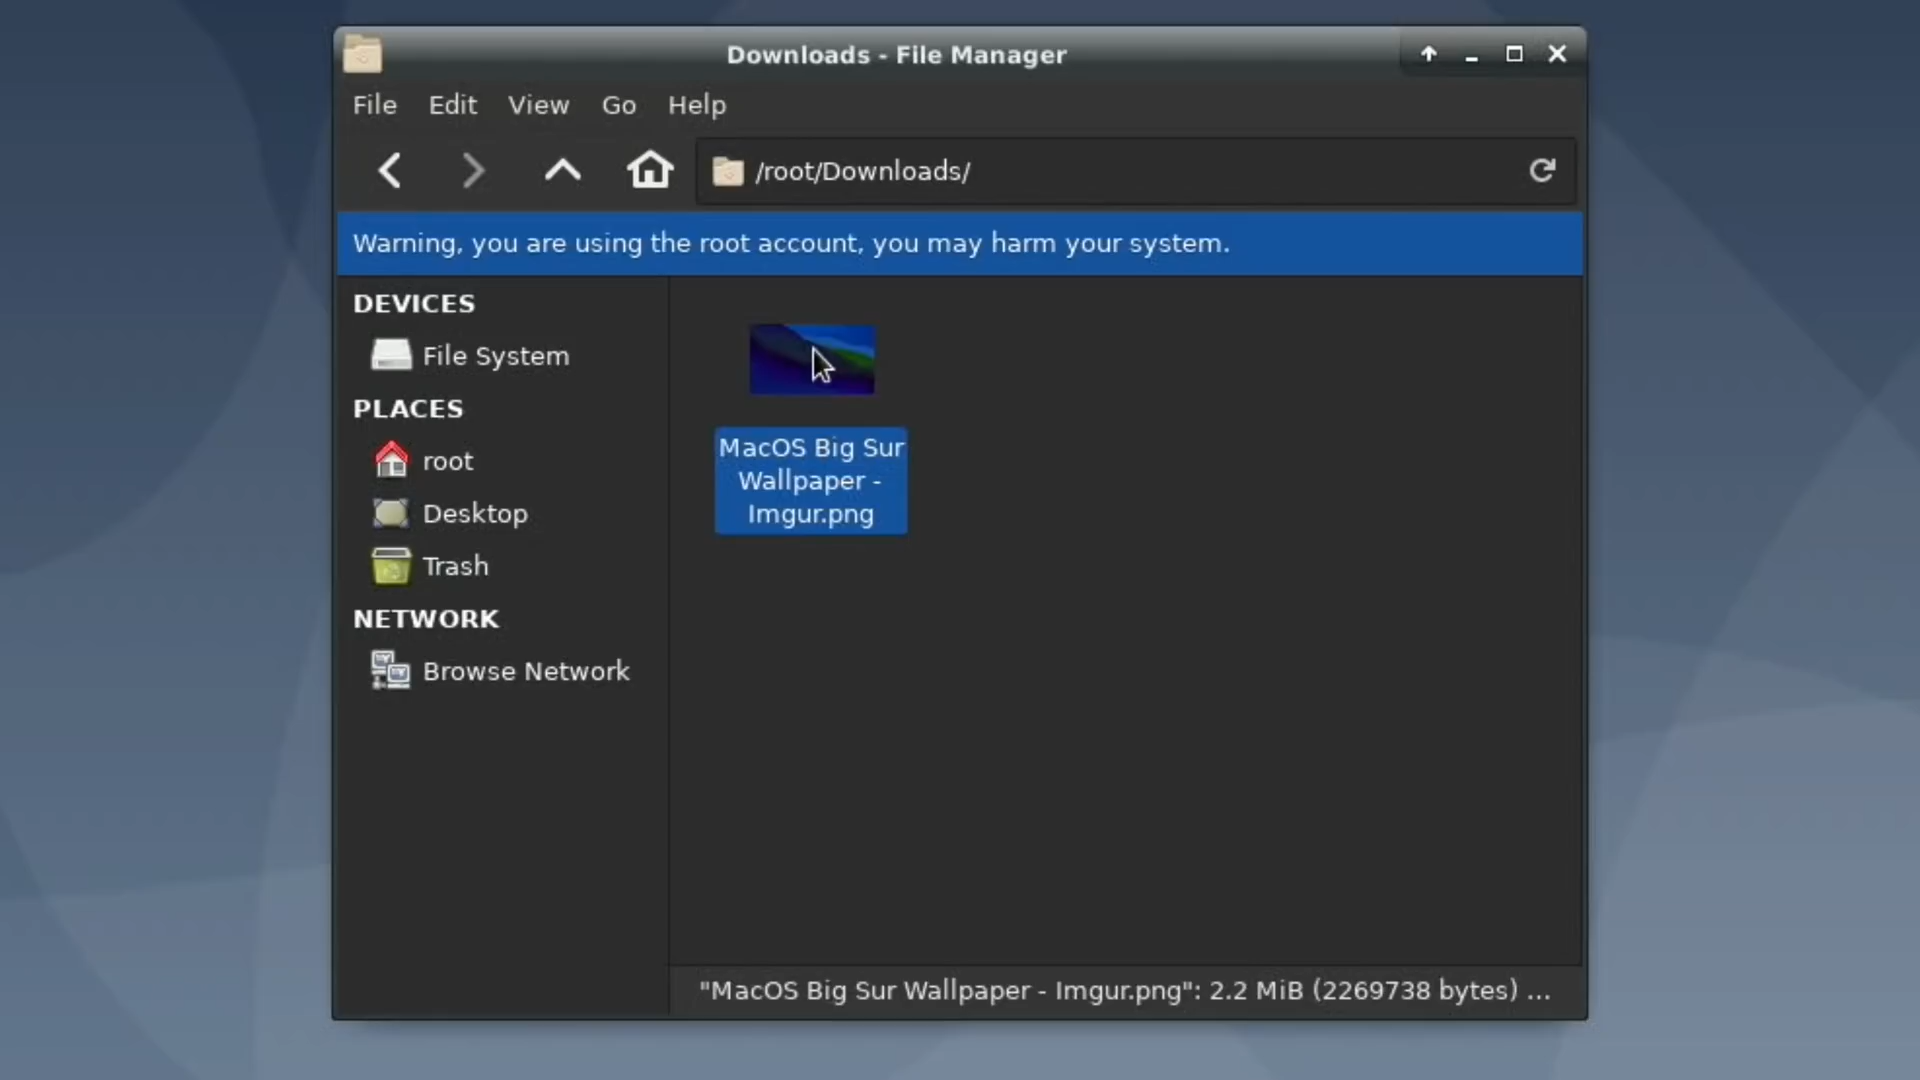 Downloads - File Manager
File Edit View Go Help
/root/Downloads/
Warning, you are using the root account, you may harm your system.
DEVICES
File System
PLACES
root
Desktop
Trash
NETWORK
Browse Network
MacOS Big Sur
Wallpaper -
Imgur.png
"MacOS Big Sur Wallpaper - Imgur.png": 2.2 MiB (2269738 bytes) ...